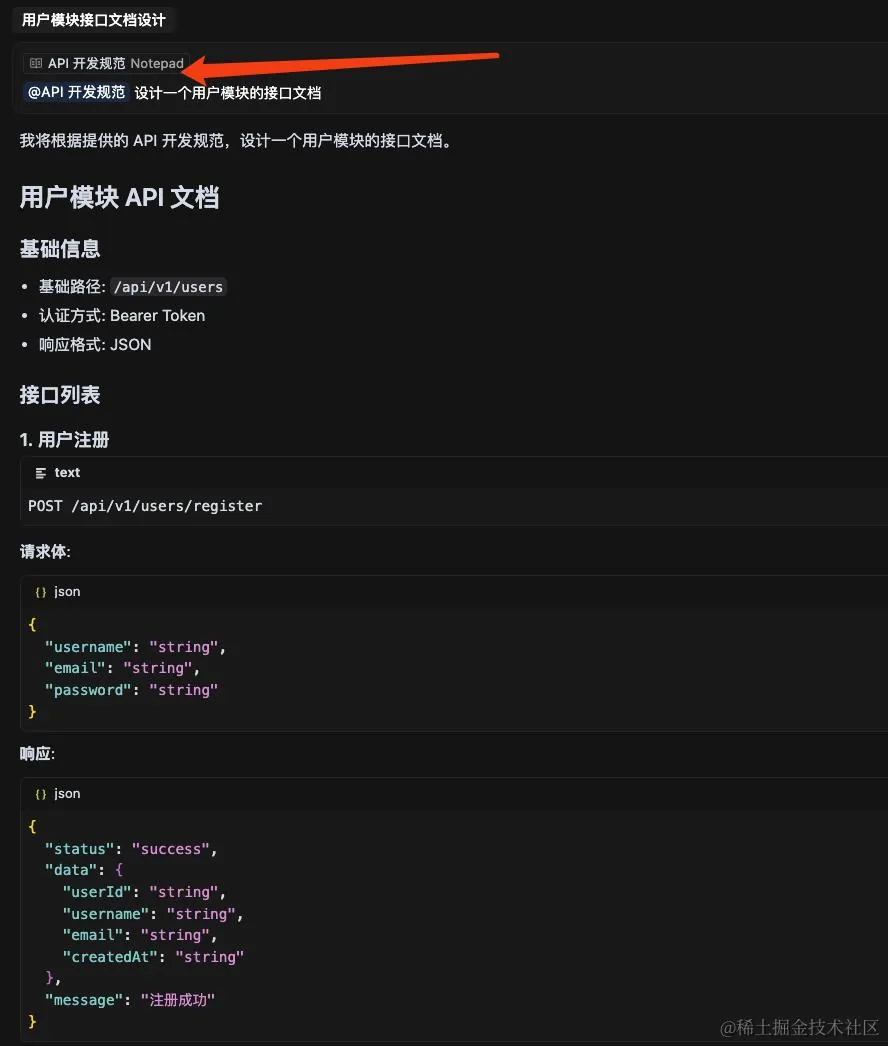 用户模块接口文档设计
API 开发规范 Notepad
@API 开发规范 设计一个用户模块的接口文档
我将根据提供的 API 开发规范，设计一个用户模块的接口文档。
用户模块 API 文档
基础信息
• 基础路径: /api/v1/users
• 认证方式: Bearer Token
• 响应格式: JSON
接口列表
1. 用户注册
text
POST /api/v1/users/register
请求体:
{} json
{
"username": "string",
"email": "string",
"password": "string"
}
响应:
{} json
{
"status": "success",
"data": {
"userId": "string",
"username": "string",
"email": "string",
"createdAt": "string"
},
"message": "注册成功"
}
@稀土掘金技术社区